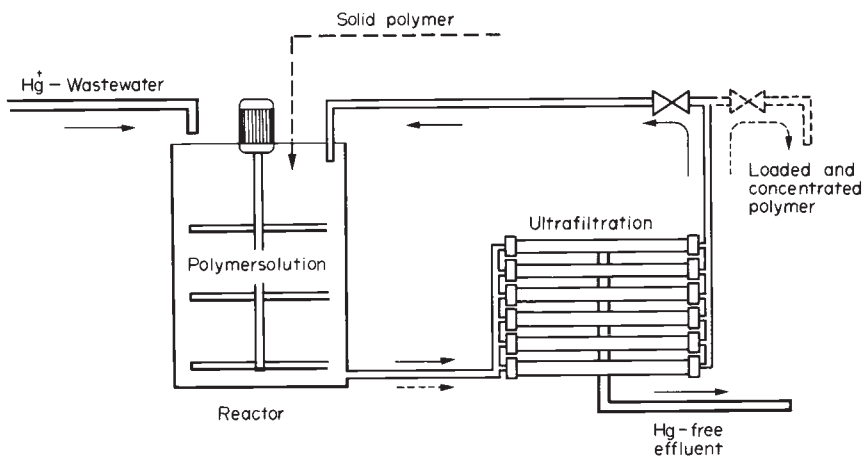 Solid polymer
Hg⁺ – Wastewater
Loaded and
concentrated
polymer
Ultrafiltration
Polymersolution
Reactor
Hg-free
effluent